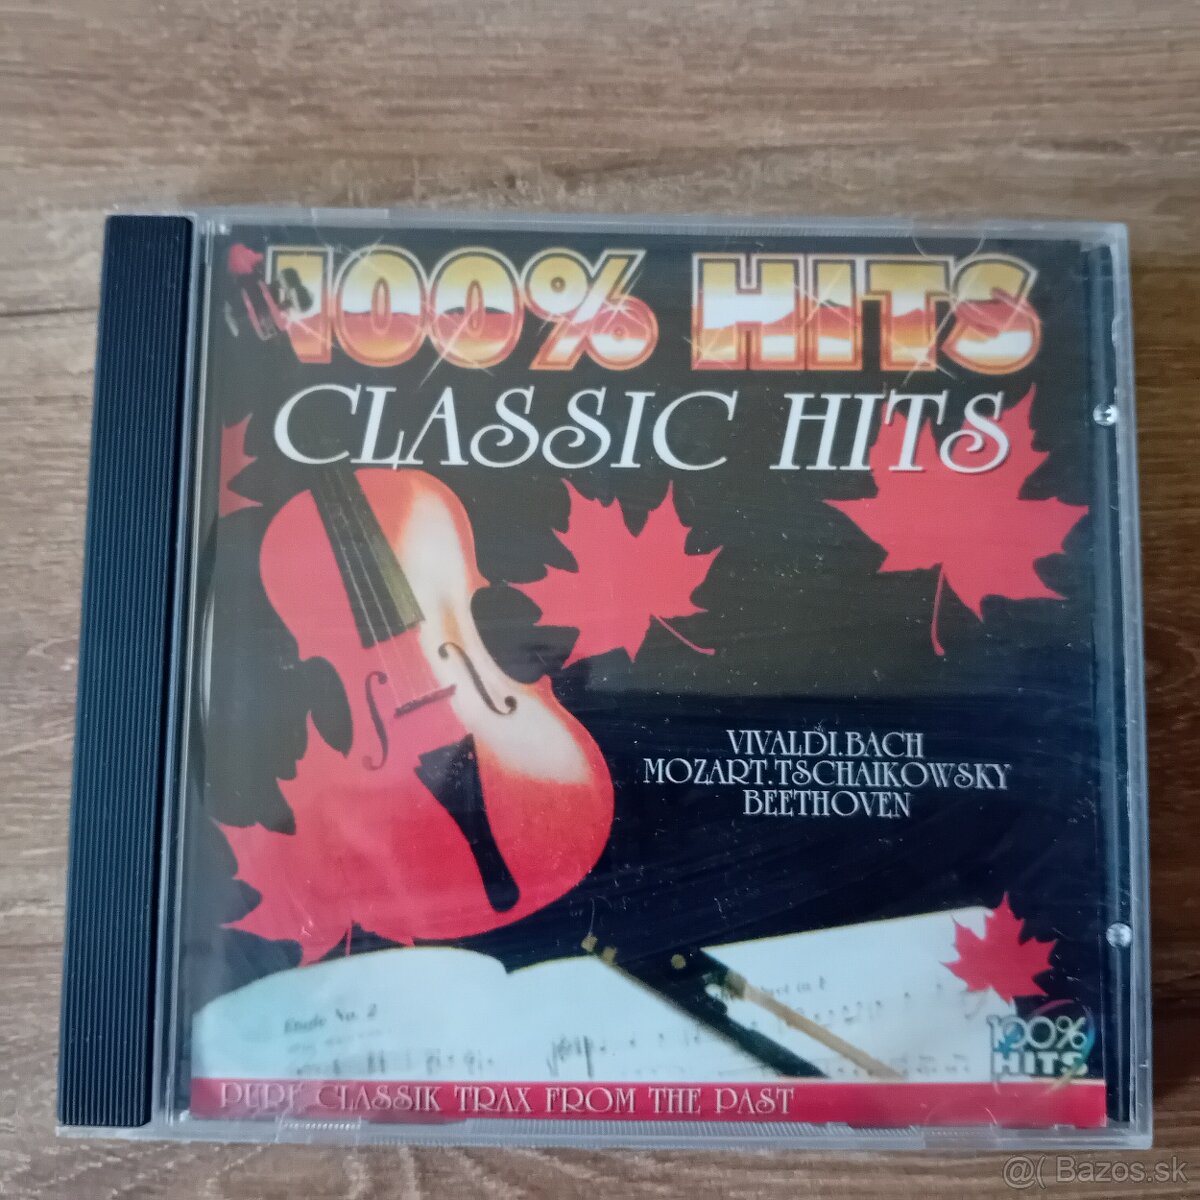 100% HITS
CLASSIC HITS
VIVALDI.BACH
MOZART.TSCHAIKOWSKY
BEETHOVEN
Etude No. 2
100%
HITS
PURE CLASSIK TRAX FROM THE PAST
@( Bazos.sk